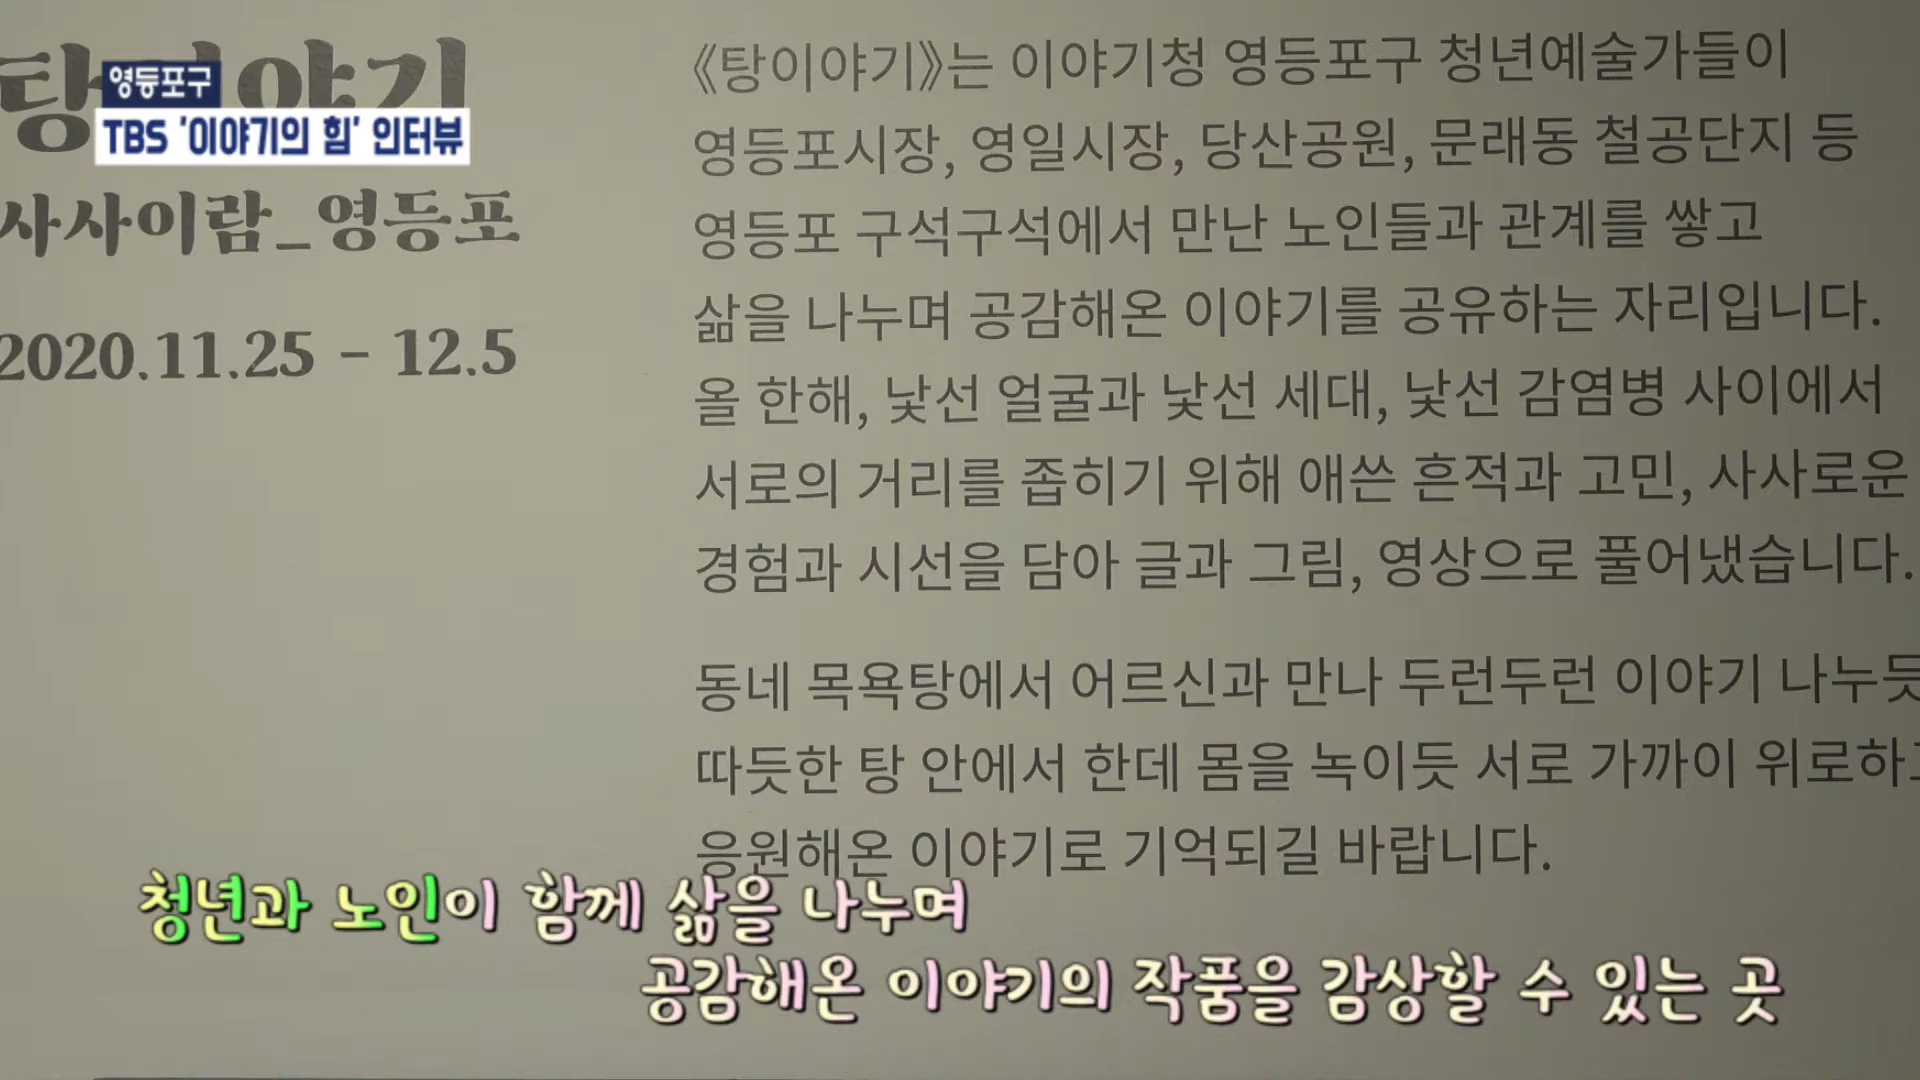 탕이야기
영등포구
TBS '이야기의 힘' 인터뷰
사사이람_영등포
2020.11.25 - 12.5
《탕이야기》는 이야기청 영등포구 청년예술가들이
영등포시장, 영일시장, 당산공원, 문래동 철공단지 등
영등포 구석구석에서 만난 노인들과 관계를 쌓고
삶을 나누며 공감해온 이야기를 공유하는 자리입니다.
올 한해, 낯선 얼굴과 낯선 세대, 낯선 감염병 사이에서
서로의 거리를 좁히기 위해 애쓴 흔적과 고민, 사사로운
경험과 시선을 담아 글과 그림, 영상으로 풀어냈습니다.
동네 목욕탕에서 어르신과 만나 두런두런 이야기 나누듯
따듯한 탕 안에서 한데 몸을 녹이듯 서로 가까이 위로하고
응원해온 이야기로 기억되길 바랍니다.
청년과 노인이 함께 삶을 나누며
공감해온 이야기의 작품을 감상할 수 있는 곳